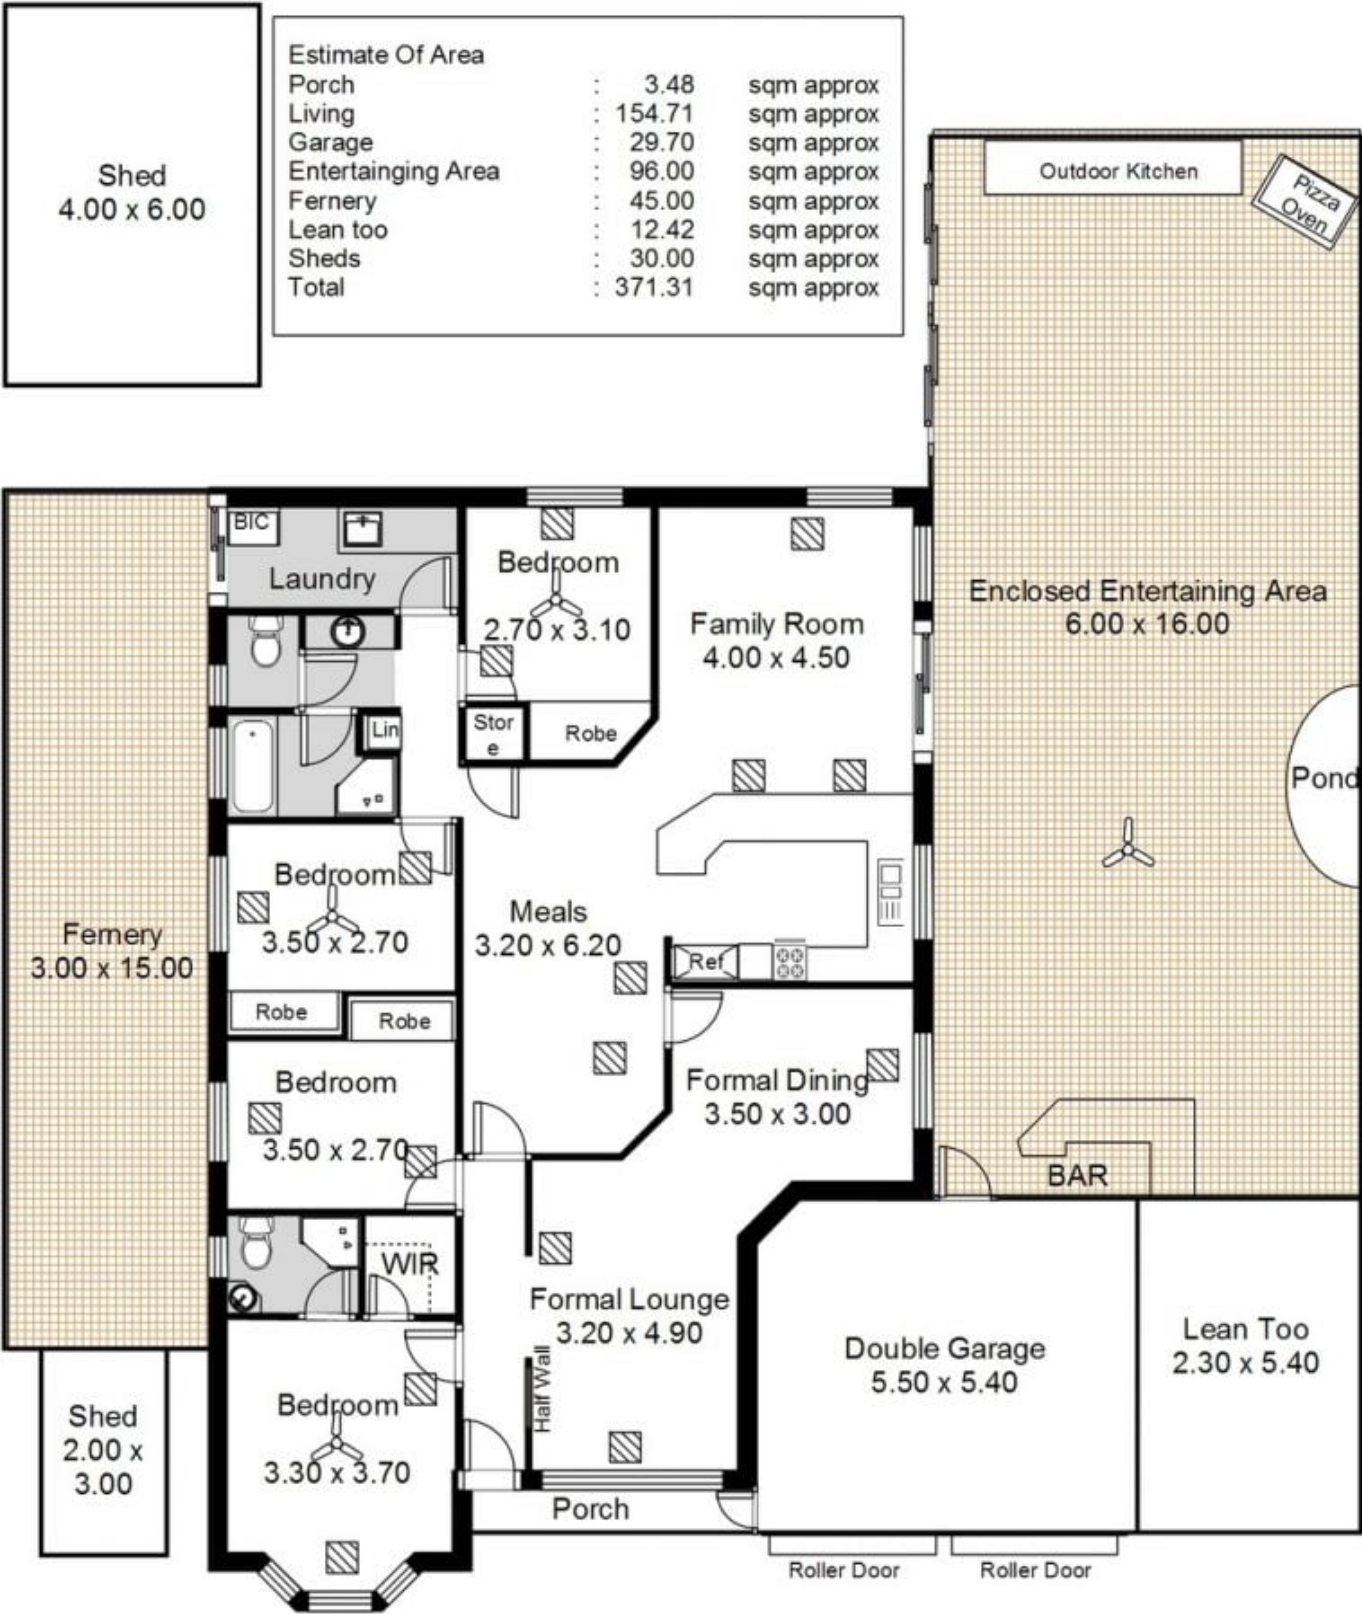 Estimate Of Area
Porch : 3.48 sqm approx
Living : 154.71 sqm approx
Garage : 29.70 sqm approx
Entertainging Area : 96.00 sqm approx
Fernery : 45.00 sqm approx
Lean too : 12.42 sqm approx
Sheds : 30.00 sqm approx
Total : 371.31 sqm approx
Shed
4.00 x 6.00
Outdoor Kitchen
Pizza
Oven
BIC
Laundry
Bedroom
2.70 x 3.10
Family Room
4.00 x 4.50
Enclosed Entertaining Area
6.00 x 16.00
Stor
e
Robe
Lin
Pond
Bedroom
3.50 x 2.70
Meals
3.20 x 6.20
Fernery
3.00 x 15.00
Ref
Robe
Robe
Bedroom
3.50 x 2.70
Formal Dining
3.50 x 3.00
BAR
WIR
Formal Lounge
3.20 x 4.90
Half Wall
Double Garage
5.50 x 5.40
Lean Too
2.30 x 5.40
Shed
2.00 x
3.00
Bedroom
3.30 x 3.70
Porch
Roller Door
Roller Door